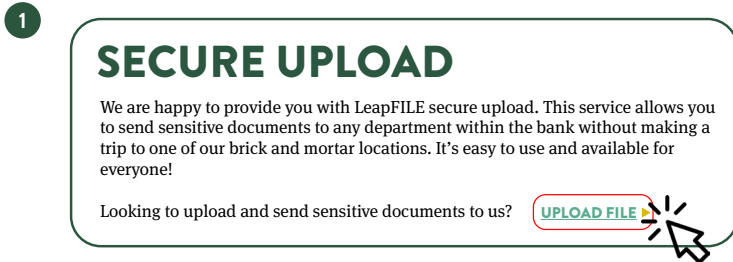 1
SECURE UPLOAD
We are happy to provide you with LeapFILE secure upload. This service allows you
to send sensitive documents to any department within the bank without making a
trip to one of our brick and mortar locations. It's easy to use and available for
everyone!
Looking to upload and send sensitive documents to us? UPLOAD FILE